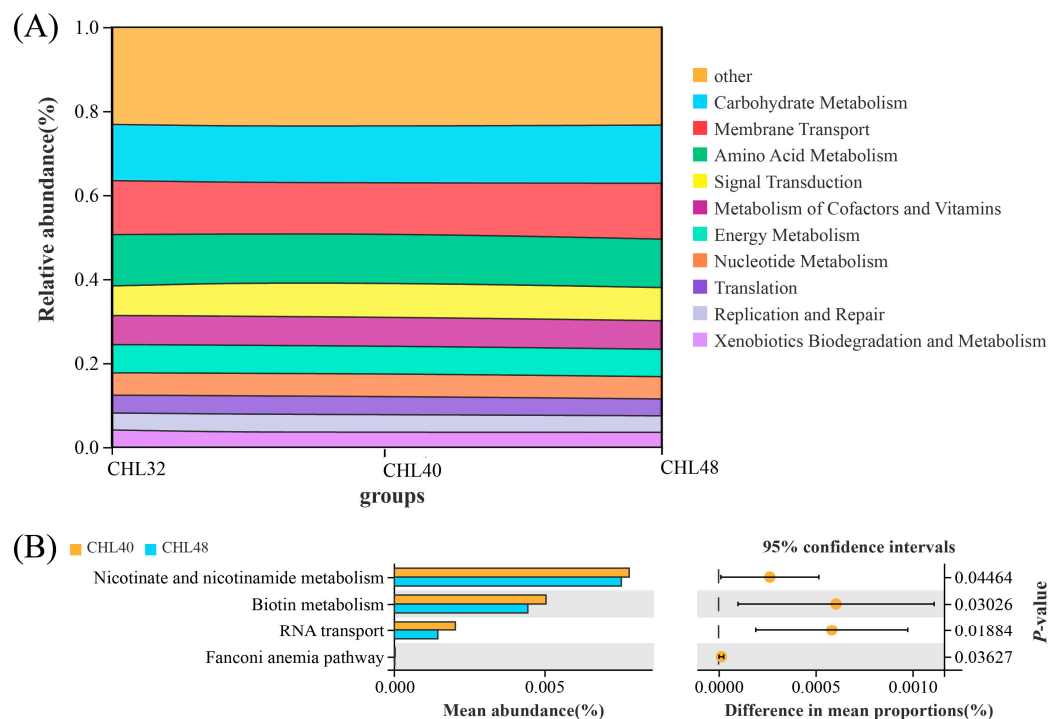 (A)
Relative abundance(%)
1.0
0.8
0.6
0.4
0.2
0.0
CHL32
CHL40
CHL48
groups
other
Carbohydrate Metabolism
Membrane Transport
Amino Acid Metabolism
Signal Transduction
Metabolism of Cofactors and Vitamins
Energy Metabolism
Nucleotide Metabolism
Translation
Replication and Repair
Xenobiotics Biodegradation and Metabolism
(B)
CHL40
CHL48
95% confidence intervals
Nicotinate and nicotinamide metabolism
0.04464
Biotin metabolism
0.03026
RNA transport
0.01884
Fanconi anemia pathway
0.03627
P-value
0.000
0.005
0.0000
0.0005
0.0010
Mean abundance(%)
Difference in mean proportions(%)